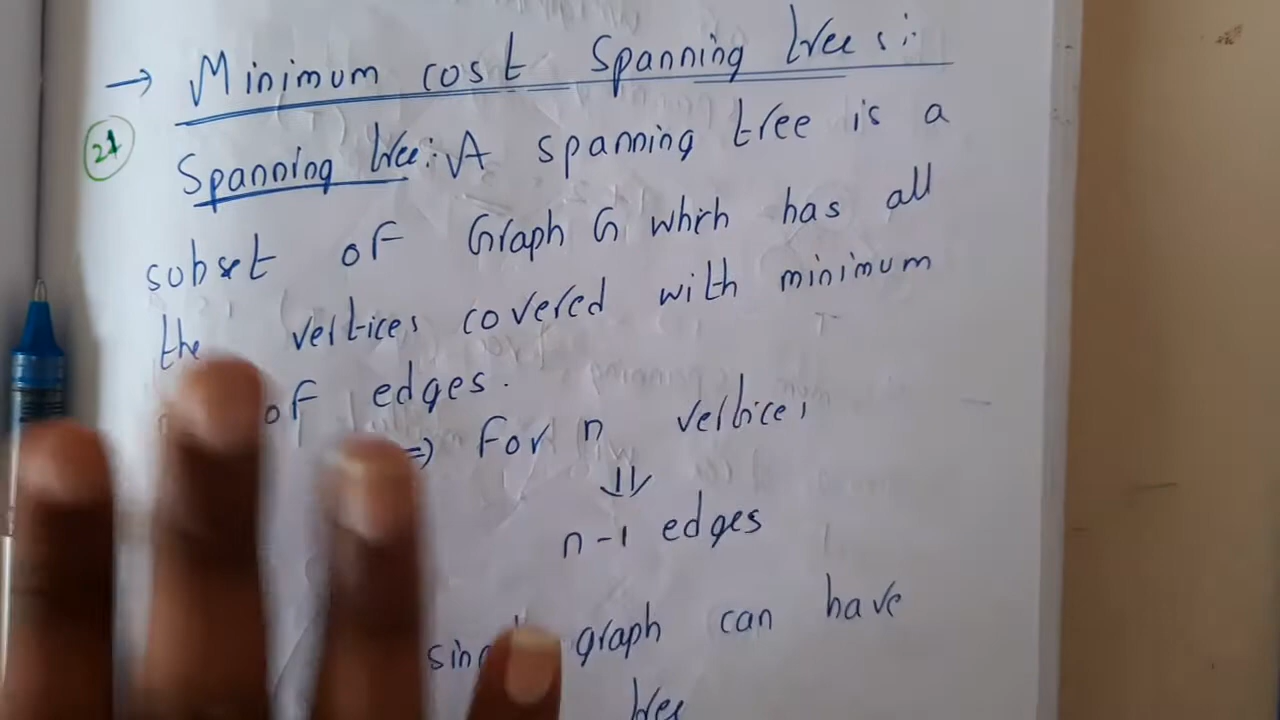 → Minimum cost Spanning trees:
21 Spanning tree: A spanning tree is a
subset of Graph G which has all
the vertices covered with minimum
of edges.
=> For n vertices
⇓
n-1 edges
graph can have
tree